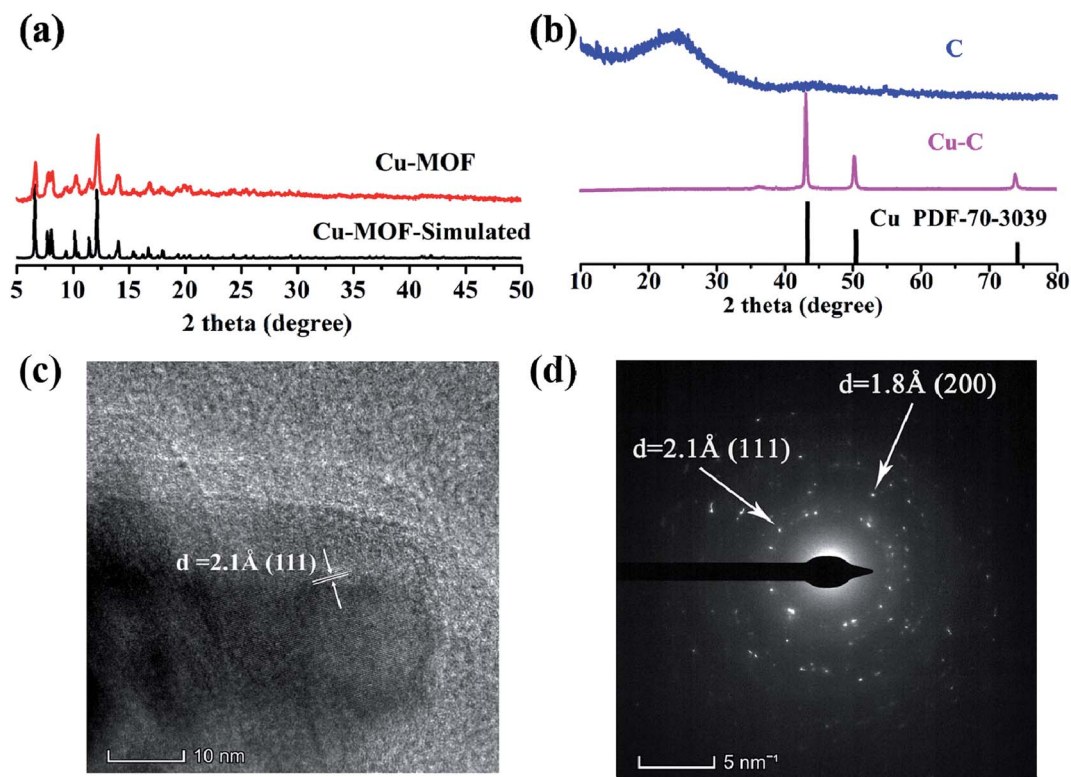 (a)
Cu-MOF
Cu-MOF-Simulated
5 10 15 20 25 30 35 40 45 50
2 theta (degree)
(b)
C
Cu-C
Cu PDF-70-3039
10 20 30 40 50 60 70 80
2 theta (degree)
(c)
d =2.1Å (111)
10 nm
(d)
d=1.8Å (200)
d=2.1Å (111)
5 nm⁻¹